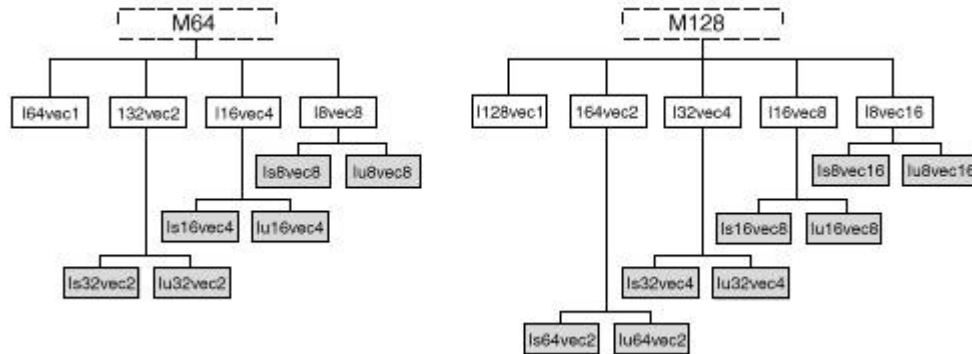 M64
M128
I64vec1 132vec2 I16vec4 I8vec8
I128vec1 164vec2 I32vec4 I16vec8 I8vec16
Is8vec8 Iu8vec8
Is8vec16 Iu8vec16
Is16vec4 Iu16vec4
Is16vec8 Iu16vec8
Is32vec2 Iu32vec2
Is32vec4 Iu32vec4
Is64vec2 Iu64vec2